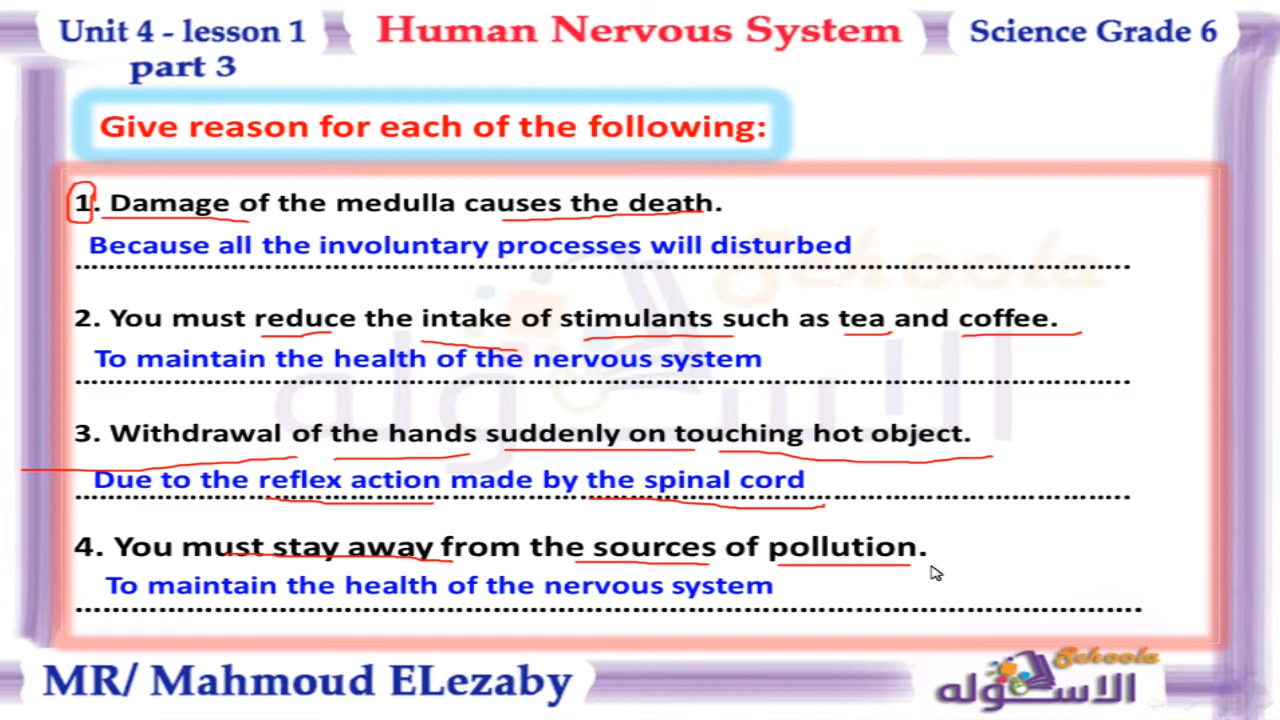 Unit 4 - lesson 1
part 3
Human Nervous System
Science Grade 6
Give reason for each of the following:
1. Damage of the medulla causes the death.
Because all the involuntary processes will disturbed
2. You must reduce the intake of stimulants such as tea and coffee.
To maintain the health of the nervous system
3. Withdrawal of the hands suddenly on touching hot object.
Due to the reflex action made by the spinal cord
4. You must stay away from the sources of pollution.
To maintain the health of the nervous system
MR/ Mahmoud ELezaby
Schoola
الاسكوله